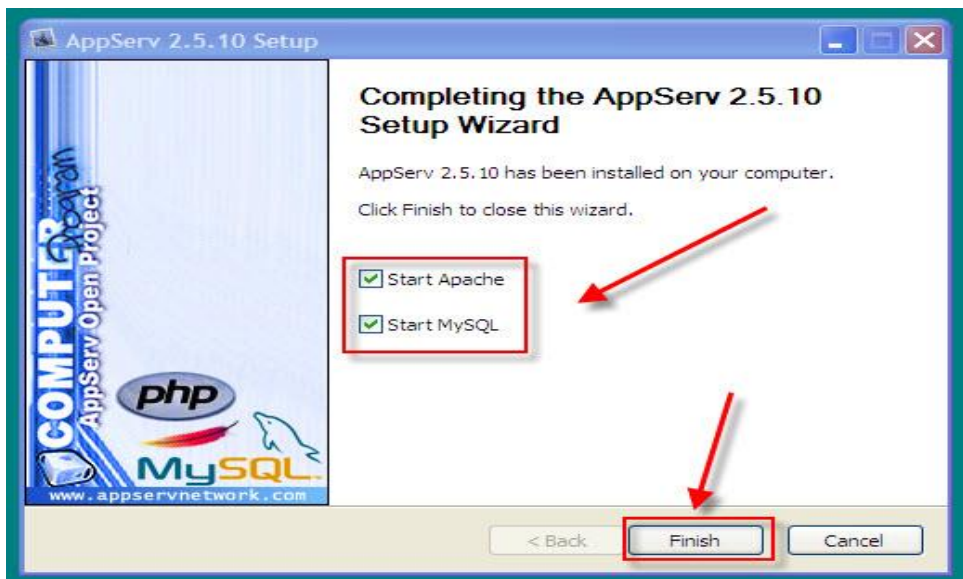 AppServ 2.5.10 Setup
Completing the AppServ 2.5.10
Setup Wizard
AppServ 2.5.10 has been installed on your computer.
Click Finish to close this wizard.
Start Apache
Start MySQL
COMPUTER
Program
AppServ Open Project
php
MySQL
www.appservnetwork.com
< Back
Finish
Cancel